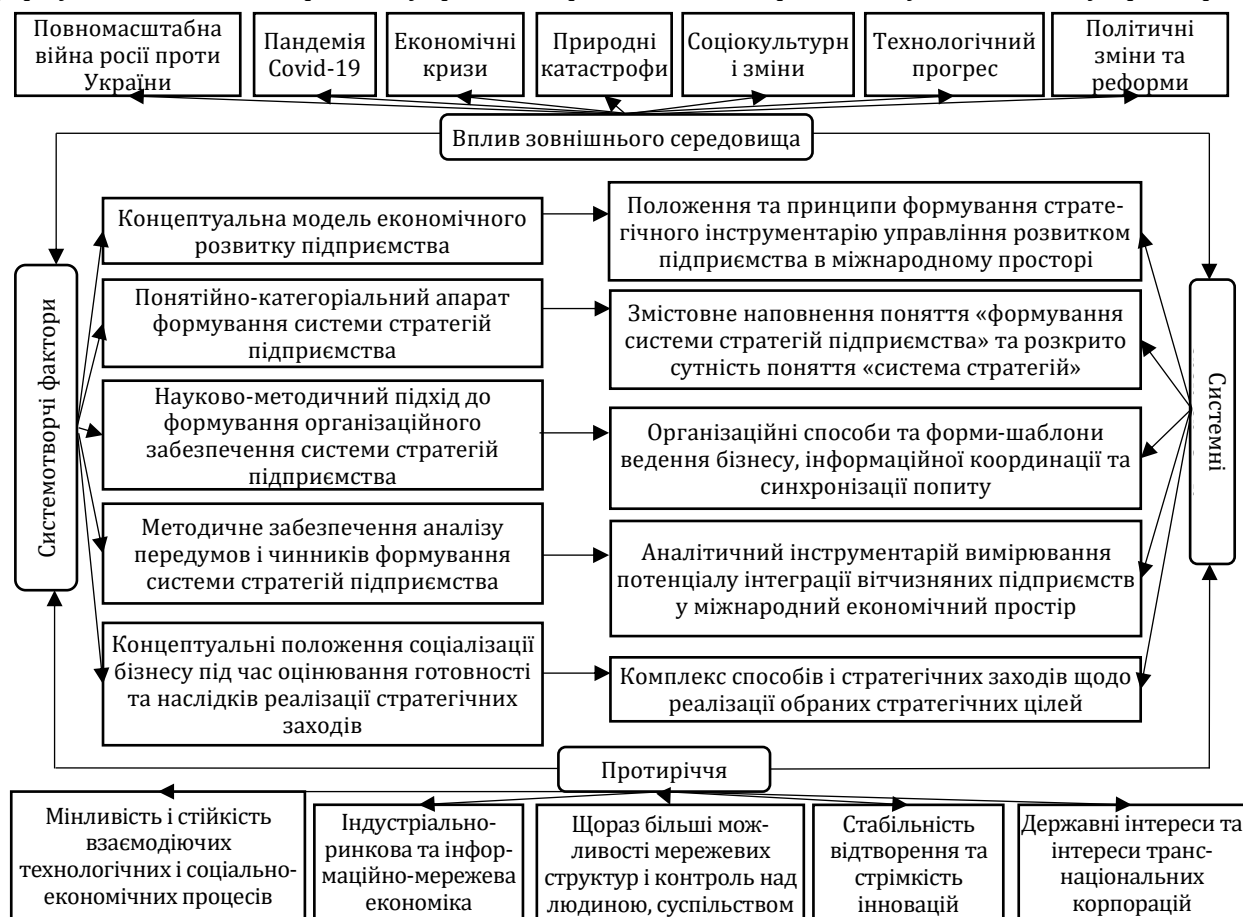 Повномасштабна
війна росії проти
України
Пандемія
Covid-19
Економічні
кризи
Природні
катастрофи
Соціокультурн
і зміни
Технологічний
прогрес
Політичні
зміни та
реформи
Вплив зовнішнього середовища
Системотворчі фактори
Концептуальна модель економічного
розвитку підприємства
Положення та принципи формування страте-
гічного інструментарію управління розвитком
підприємства в міжнародному просторі
Понятійно-категоріальний апарат
формування системи стратегій
підприємства
Змістовне наповнення поняття «формування
системи стратегій підприємства» та розкрито
сутність поняття «система стратегій»
Науково-методичний підхід до
формування організаційного
забезпечення системи стратегій
підприємства
Організаційні способи та форми-шаблони
ведення бізнесу, інформаційної координації та
синхронізації попиту
Методичне забезпечення аналізу
передумов і чинників формування
системи стратегій підприємства
Аналітичний інструментарій вимірювання
потенціалу інтеграції вітчизняних підприємств
у міжнародний економічний простір
Концептуальні положення соціалізації
бізнесу під час оцінювання готовності
та наслідків реалізації стратегічних
заходів
Комплекс способів і стратегічних заходів щодо
реалізації обраних стратегічних цілей
Системні
Протиріччя
Мінливість і стійкість
взаємодіючих
технологічних і соціально-
економічних процесів
Індустріально-
ринкова та інфор-
маційно-мережева
економіка
Щораз більші мож-
ливості мережевих
структур і контроль над
людиною, суспільством
Стабільність
відтворення та
стрімкість
інновацій
Державні інтереси та
інтереси транс-
національних
корпорацій